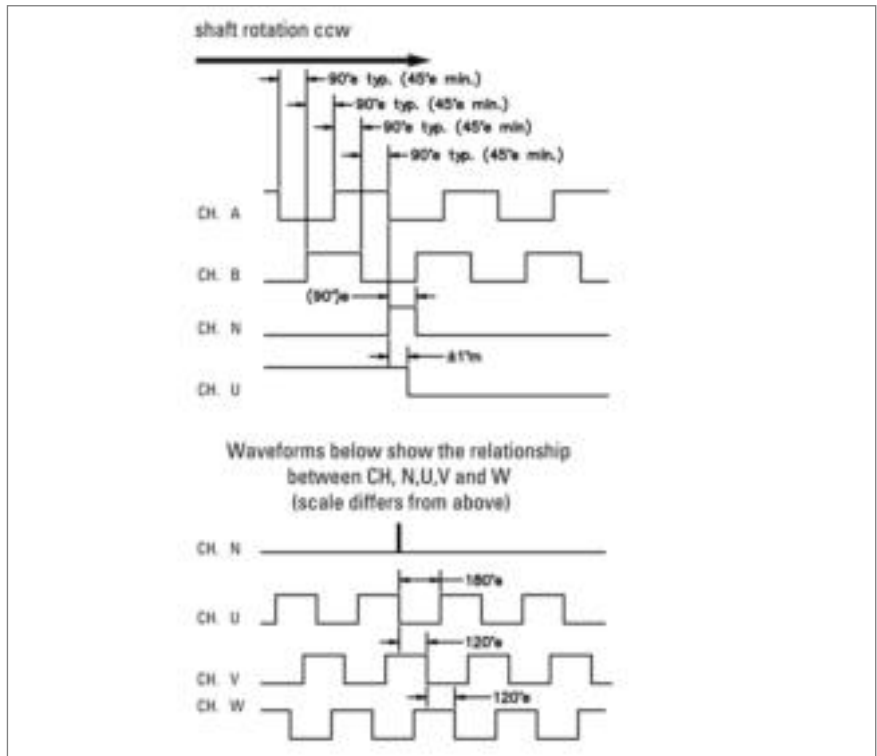 shaft rotation ccw
90°e typ. (45°e min.)
90°e typ. (45°e min.)
90°e typ. (45°e min)
90°e typ. (45°e min.)
CH. A
CH. B
(90°)e
CH. N
±1°m
CH. U
Waveforms below show the relationship
between CH, N,U,V and W
(scale differs from above)
CH. N
180°e
CH. U
120°e
CH. V
120°e
CH. W